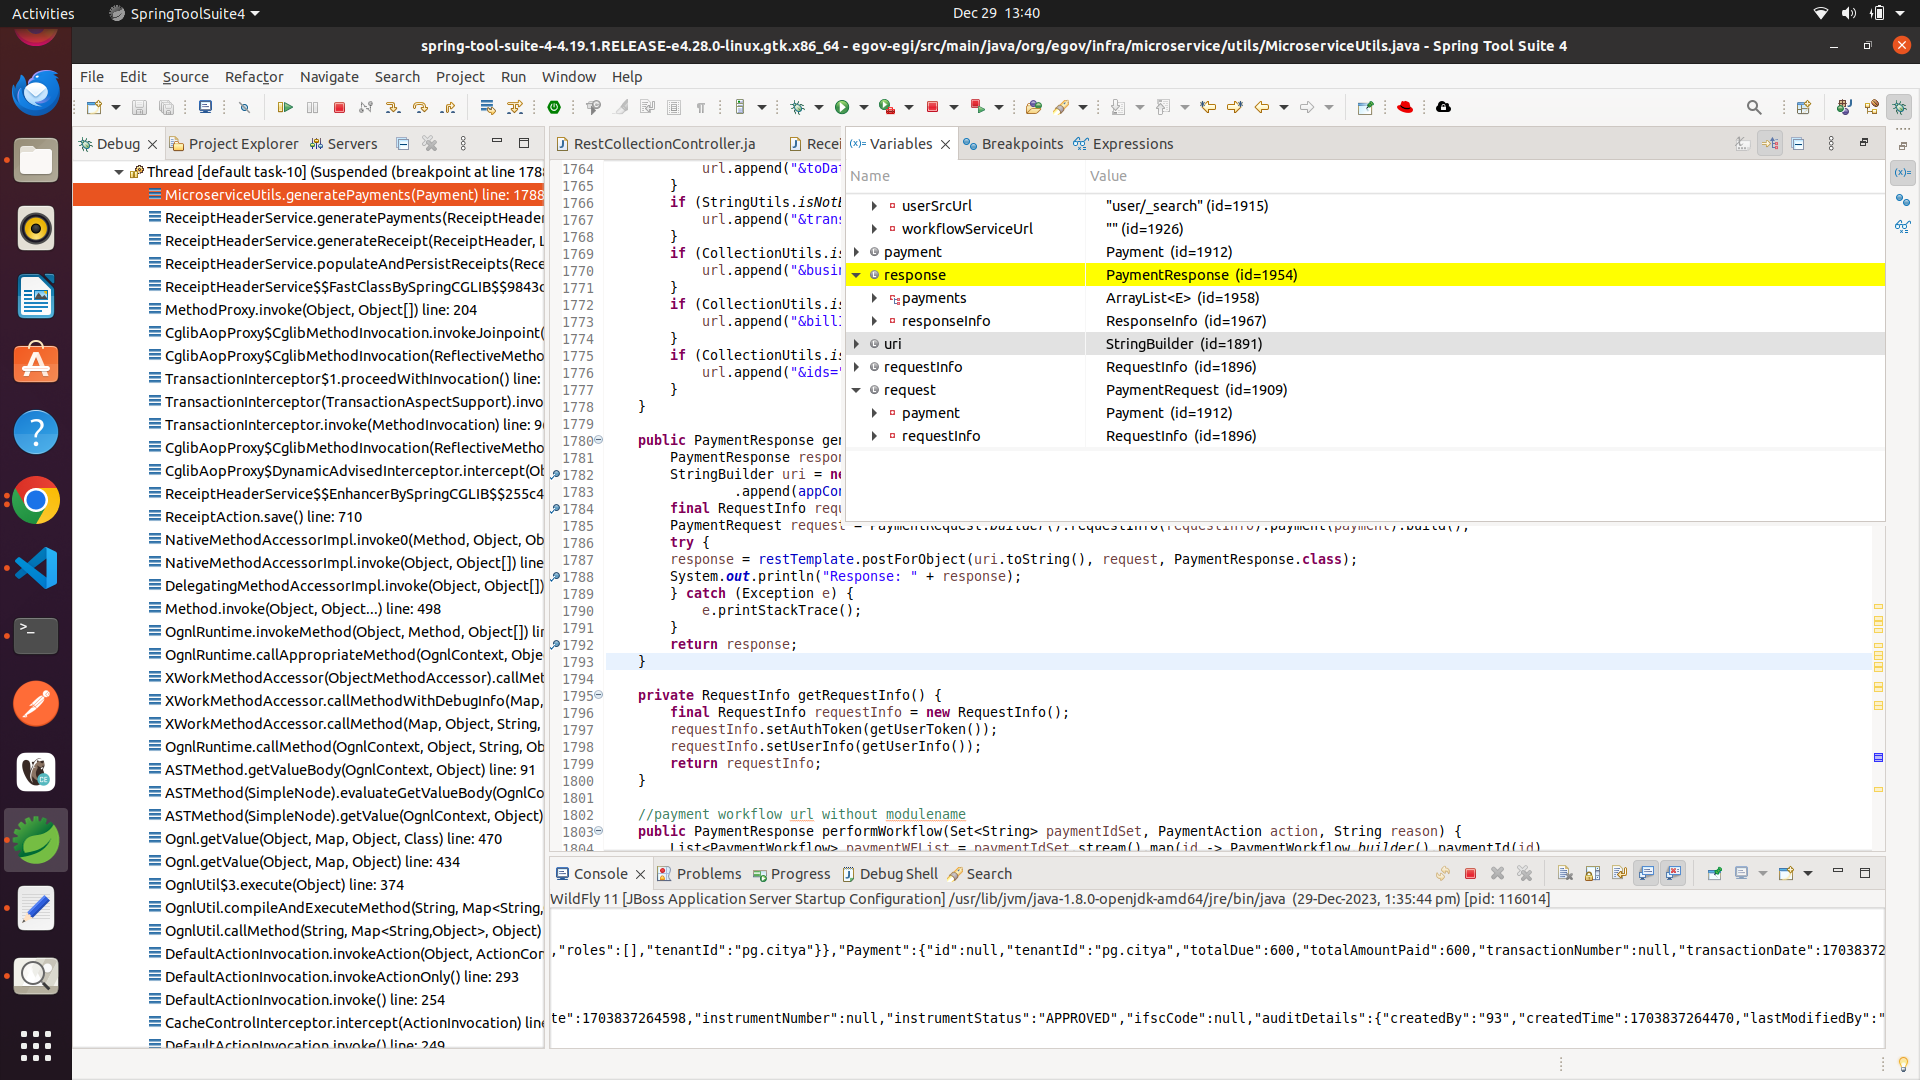 Activities
SpringToolSuite4
Dec 29  13:40
spring-tool-suite-4-4.19.1.RELEASE-e4.28.0-linux.gtk.x86_64 - egov-egi/src/main/java/org/egov/infra/microservice/utils/MicroserviceUtils.java - Spring Tool Suite 4
File Edit Source Refactor Navigate Search Project Run Window Help
Debug
Project Explorer
Servers
Thread [default task-10] (Suspended (breakpoint at line 1788
MicroserviceUtils.generatePayments(Payment) line: 1788
ReceiptHeaderService.generatePayments(ReceiptHeader
ReceiptHeaderService.generateReceipt(ReceiptHeader, L
ReceiptHeaderService.populateAndPersistReceipts(Rece
ReceiptHeaderService$$FastClassBySpringCGLIB$$9843c
MethodProxy.invoke(Object, Object[]) line: 204
CglibAopProxy$CglibMethodInvocation.invokeJoinpoint(
CglibAopProxy$CglibMethodInvocation(ReflectiveMetho
TransactionInterceptor$1.proceedWithInvocation() line:
TransactionInterceptor(TransactionAspectSupport).invo
TransactionInterceptor.invoke(MethodInvocation) line: 9
CglibAopProxy$CglibMethodInvocation(ReflectiveMetho
CglibAopProxy$DynamicAdvisedInterceptor.intercept(Ob
ReceiptHeaderService$$EnhancerBySpringCGLIB$$255c4
ReceiptAction.save() line: 710
NativeMethodAccessorImpl.invoke0(Method, Object, Ob
NativeMethodAccessorImpl.invoke(Object, Object[]) line
DelegatingMethodAccessorImpl.invoke(Object, Object[])
Method.invoke(Object, Object...) line: 498
OgnlRuntime.invokeMethod(Object, Method, Object[]) lin
OgnlRuntime.callAppropriateMethod(OgnlContext, Obje
XWorkMethodAccessor(ObjectMethodAccessor).callMet
XWorkMethodAccessor.callMethodWithDebugInfo(Map,
XWorkMethodAccessor.callMethod(Map, Object, String,
OgnlRuntime.callMethod(OgnlContext, Object, String, Ob
ASTMethod.getValueBody(OgnlContext, Object) line: 91
ASTMethod(SimpleNode).evaluateGetValueBody(OgnlCo
ASTMethod(SimpleNode).getValue(OgnlContext, Object)
Ognl.getValue(Object, Map, Object, Class) line: 470
Ognl.getValue(Object, Map, Object) line: 434
OgnlUtil$3.execute(Object) line: 374
OgnlUtil.compileAndExecuteMethod(String, Map<String,
OgnlUtil.callMethod(String, Map<String,Object>, Object)
DefaultActionInvocation.invokeAction(Object, ActionCon
DefaultActionInvocation.invokeActionOnly() line: 293
DefaultActionInvocation.invoke() line: 254
CacheControlInterceptor.intercept(ActionInvocation) line
DefaultActionInvocation.invoke() line: 249
RestCollectionController.ja
Recei
1764 url.append("&toDat
1765 }
1766 if (StringUtils.isNotB
1767 url.append("&trans
1768 }
1769 if (CollectionUtils.is
1770 url.append("&busin
1771 }
1772 if (CollectionUtils.is
1773 url.append("&billI
1774 }
1775 if (CollectionUtils.is
1776 url.append("&ids="
1777 }
1778 }
1779
1780 public PaymentResponse gen
1781 PaymentResponse respon
1782 StringBuilder uri = ne
1783 .append(appCon
1784 final RequestInfo requ
1785 PaymentRequest request = PaymentRequest.builder().requestInfo(requestInfo).payment(payment).build();
1786 try {
1787 response = restTemplate.postForObject(uri.toString(), request, PaymentResponse.class);
1788 System.out.println("Response: " + response);
1789 } catch (Exception e) {
1790 e.printStackTrace();
1791 }
1792 return response;
1793 }
1794
1795 private RequestInfo getRequestInfo() {
1796 final RequestInfo requestInfo = new RequestInfo();
1797 requestInfo.setAuthToken(getUserToken());
1798 requestInfo.setUserInfo(getUserInfo());
1799 return requestInfo;
1800 }
1801
1802 //payment workflow url without modulename
1803 public PaymentResponse performWorkflow(Set<String> paymentIdSet, PaymentAction action, String reason) {
1804 List<PaymentWorkflow> paymentWFList = paymentIdSet.stream().map(id -> PaymentWorkflow.builder().paymentId(id)
(x)= Variables
Breakpoints
Expressions
Name Value
userSrcUrl "user/_search" (id=1915)
workflowServiceUrl "" (id=1926)
payment Payment (id=1912)
response PaymentResponse (id=1954)
payments ArrayList<E> (id=1958)
responseInfo ResponseInfo (id=1967)
uri StringBuilder (id=1891)
requestInfo RequestInfo (id=1896)
request PaymentRequest (id=1909)
payment Payment (id=1912)
requestInfo RequestInfo (id=1896)
Console
Problems
Progress
Debug Shell
Search
WildFly 11 [JBoss Application Server Startup Configuration] /usr/lib/jvm/java-1.8.0-openjdk-amd64/jre/bin/java (29-Dec-2023, 1:35:44 pm) [pid: 116014]
,"roles":[],"tenantId":"pg.citya"}},"Payment":{"id":null,"tenantId":"pg.citya","totalDue":600,"totalAmountPaid":600,"transactionNumber":null,"transactionDate":17038372
te":1703837264598,"instrumentNumber":null,"instrumentStatus":"APPROVED","ifscCode":null,"auditDetails":{"createdBy":"93","createdTime":1703837264470,"lastModifiedBy":"